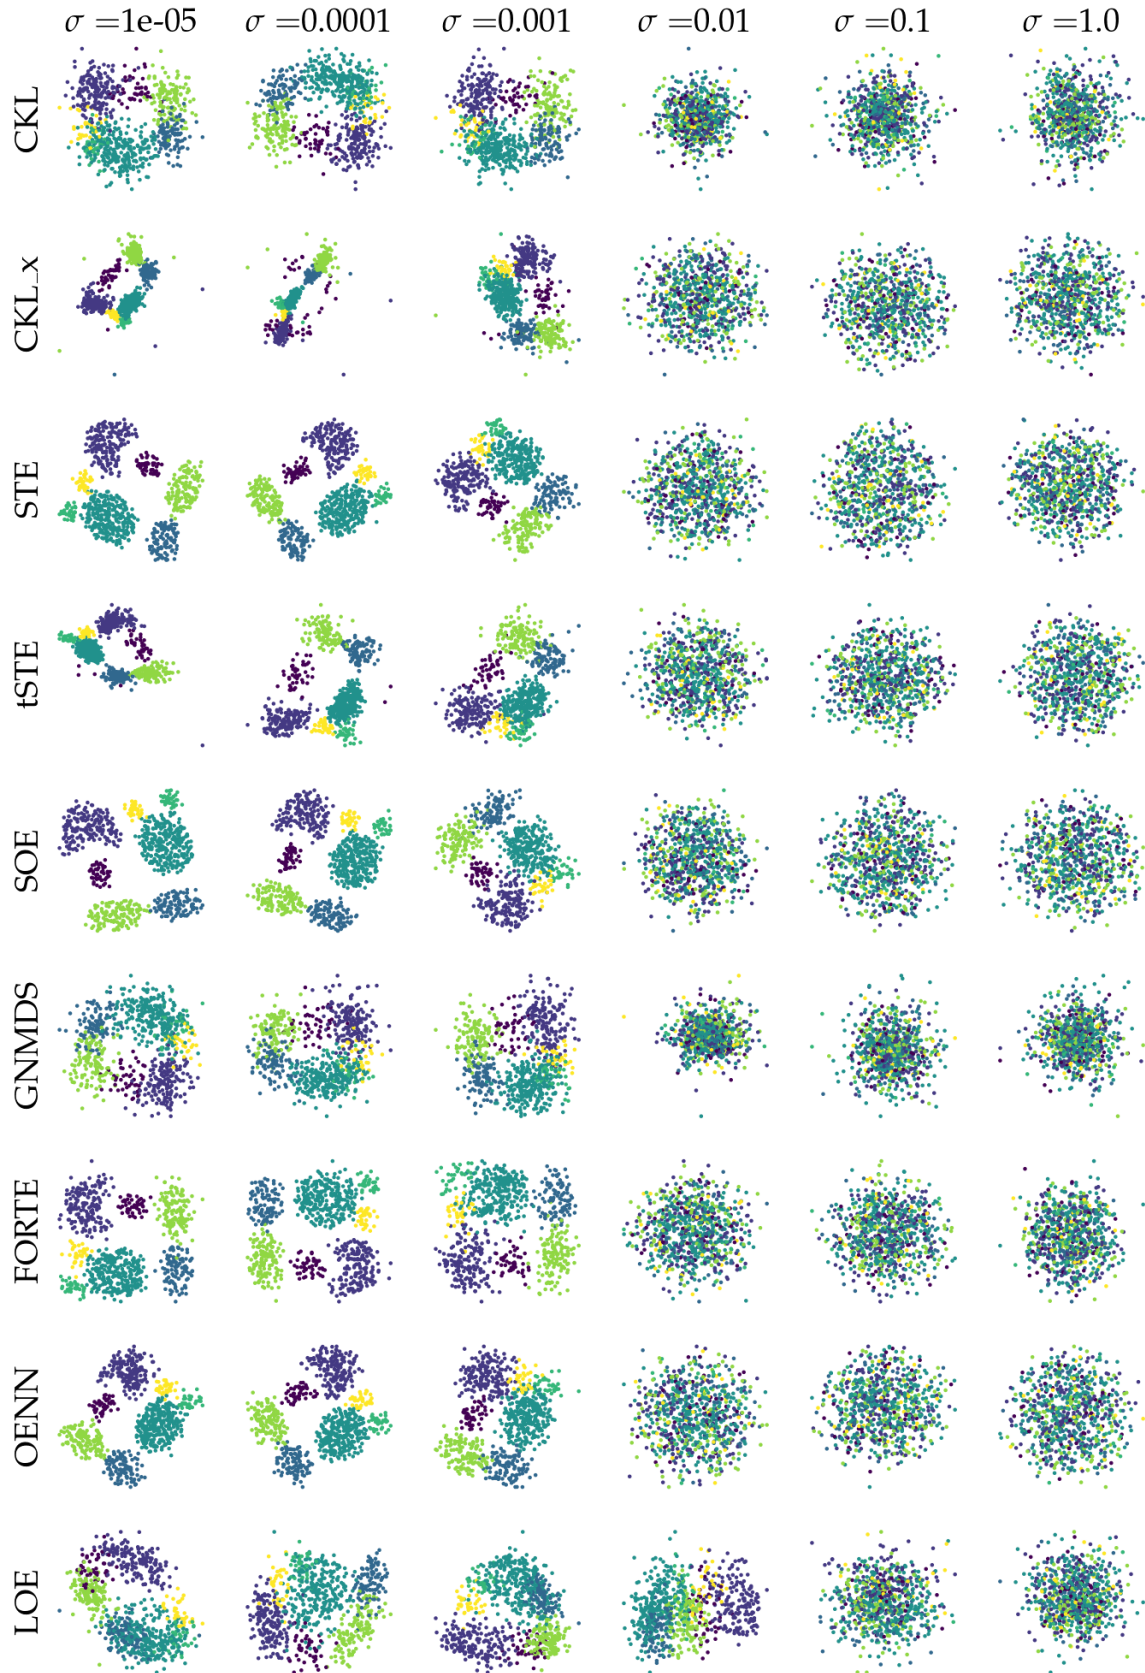 σ =1e-05 σ =0.0001 σ =0.001 σ =0.01 σ =0.1 σ =1.0
CKL
CKL_x
STE
tSTE
SOE
GNMDS
FORTE
OENN
LOE